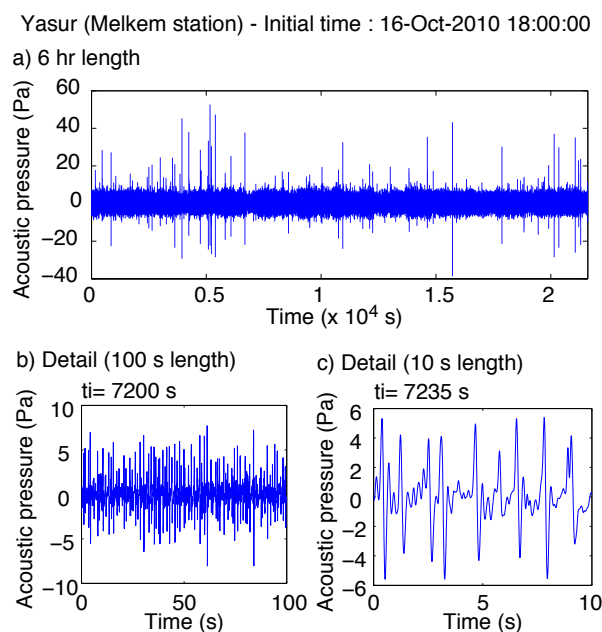 Yasur (Melkem station) - Initial time : 16-Oct-2010 18:00:00
a) 6 hr length
Acoustic pressure (Pa)
60
40
20
0
−20
−40
0
0.5
1
1.5
2
Time (x 10⁴ s)
b) Detail (100 s length)
ti= 7200 s
Acoustic pressure (Pa)
10
5
0
−5
−10
0
50
100
Time (s)
c) Detail (10 s length)
ti= 7235 s
Acoustic pressure (Pa)
6
4
2
0
−2
−4
−6
0
5
10
Time (s)